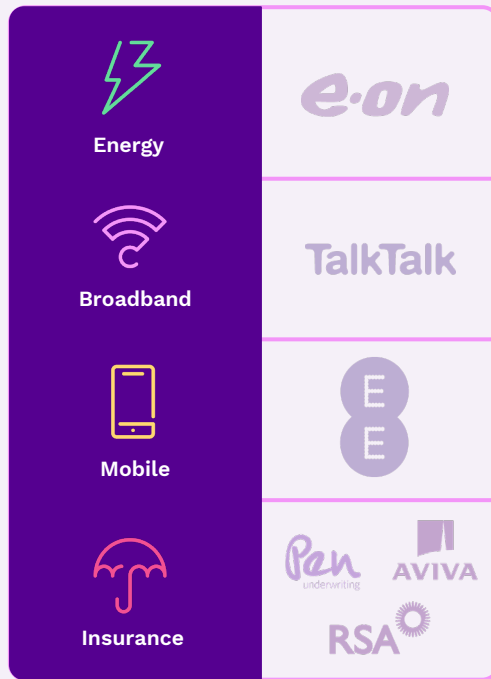 Energy
e·on
Broadband
TalkTalk
Mobile
E
E
Insurance
Pen
underwriting
AVIVA
RSA